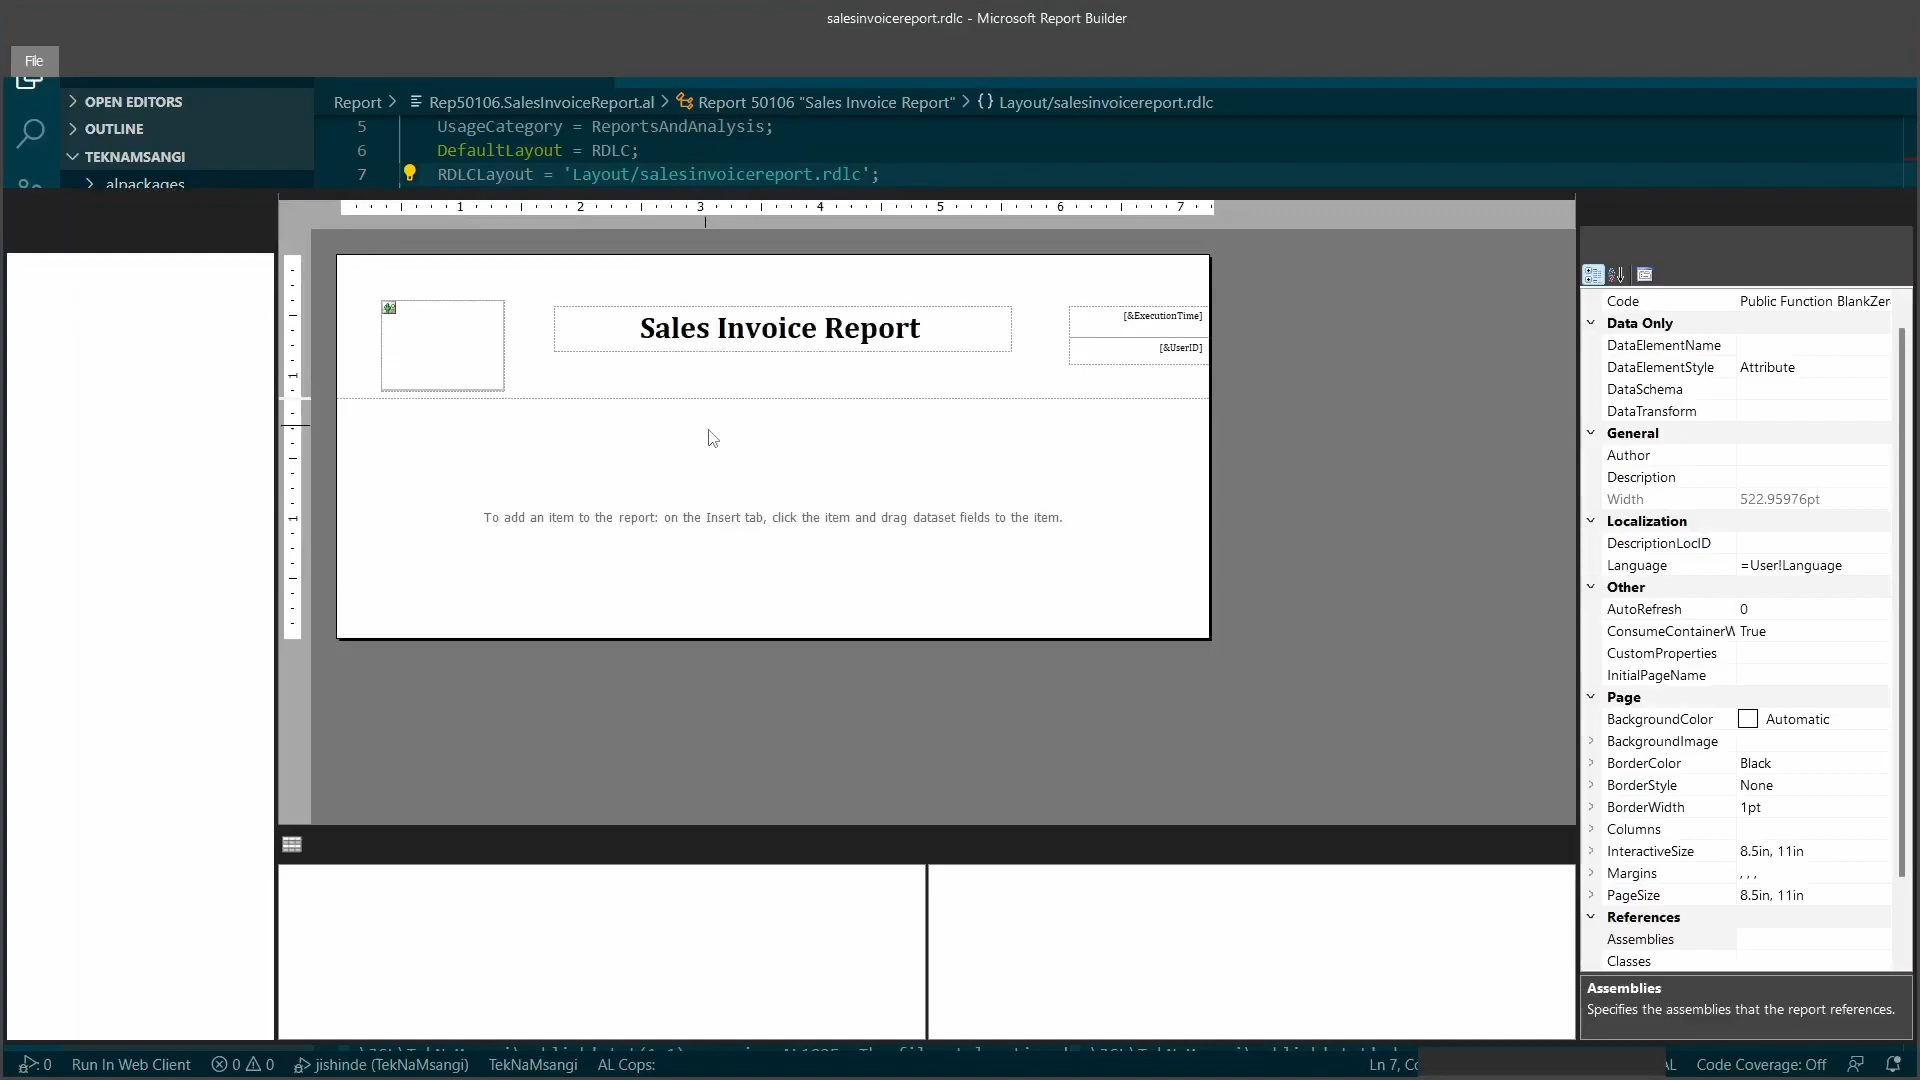 salesinvoicereport.rdlc - Microsoft Report Builder
File
OPEN EDITORS
OUTLINE
TEKNAMSANGI
alpackages
Report > Rep50106.SalesInvoiceReport.al > Report 50106 "Sales Invoice Report" > {} Layout/salesinvoicereport.rdlc
5 UsageCategory = ReportsAndAnalysis;
6 DefaultLayout = RDLC;
7 RDLCLayout = 'Layout/salesinvoicereport.rdlc';
1 2 3 4 5 6 7
1
1
Sales Invoice Report
[&ExecutionTime]
[&UserID]
To add an item to the report: on the Insert tab, click the item and drag dataset fields to the item.
Code Public Function BlankZer
Data Only
DataElementName
DataElementStyle Attribute
DataSchema
DataTransform
General
Author
Description
Width 522.95976pt
Localization
DescriptionLocID
Language =User!Language
Other
AutoRefresh 0
ConsumeContainerW True
CustomProperties
InitialPageName
Page
BackgroundColor Automatic
BackgroundImage
BorderColor Black
BorderStyle None
BorderWidth 1pt
Columns
InteractiveSize 8.5in, 11in
Margins , , ,
PageSize 8.5in, 11in
References
Assemblies
Classes
Assemblies
Specifies the assemblies that the report references.
: 0 Run In Web Client 0 0 jishinde (TekNaMsangi) TekNaMsangi AL Cops: Ln 7, Co AL Code Coverage: Off